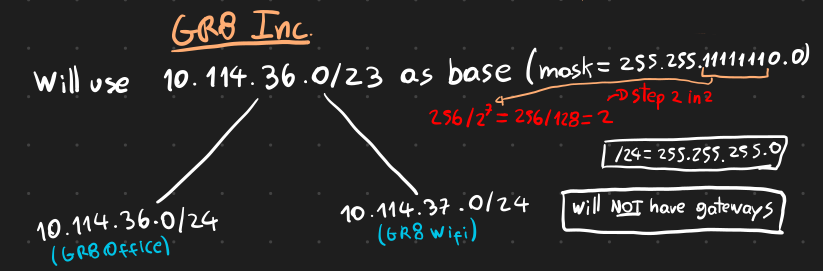 GR8 Inc.
Will use 10.114.36.0/23 as base (mask = 255.255.11111110.0)
→ Step 2 in 2
256/2⁷ = 256/128 = 2
/24 = 255.255.255.0
10.114.36.0/24
(GR8 Office)
10.114.37.0/24
(GR8 Wifi)
Will NOT have gateways